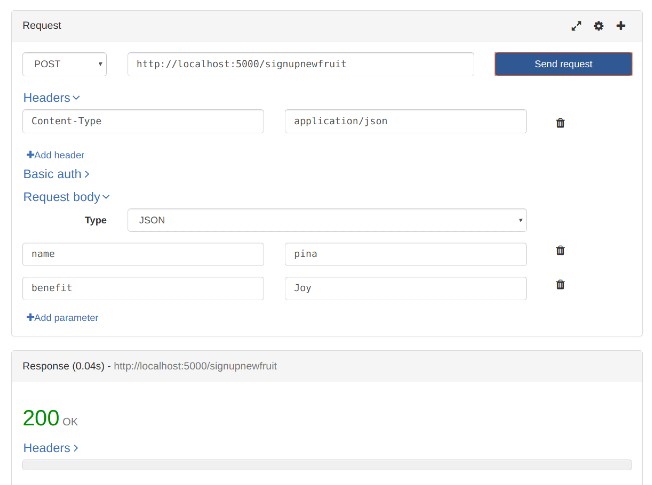 Request
POST http://localhost:5000/signupnewfruit Send request
Headers
Content-Type application/json
Add header
Basic auth
Request body
Type JSON
name pina
benefit Joy
Add parameter
Response (0.04s) - http://localhost:5000/signupnewfruit
200 OK
Headers